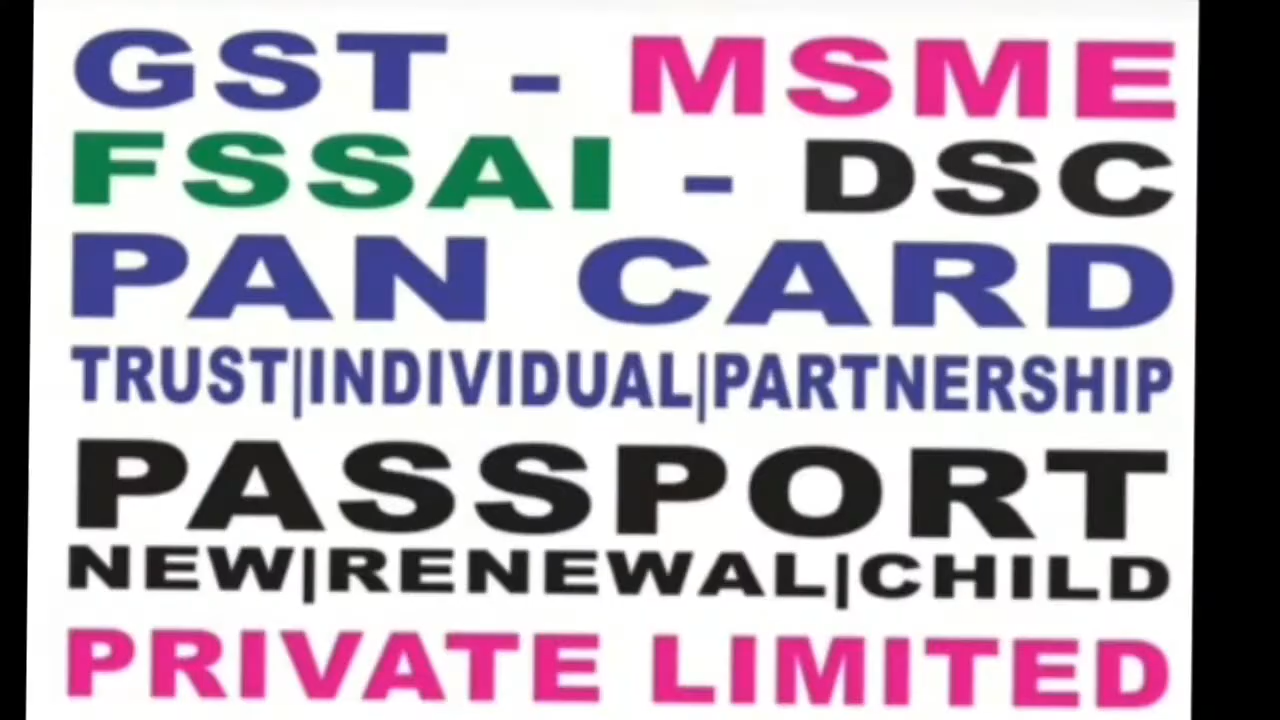 GST - MSME
FSSAI - DSC
PAN CARD
TRUST|INDIVIDUAL|PARTNERSHIP
PASSPORT
NEW|RENEWAL|CHILD
PRIVATE LIMITED